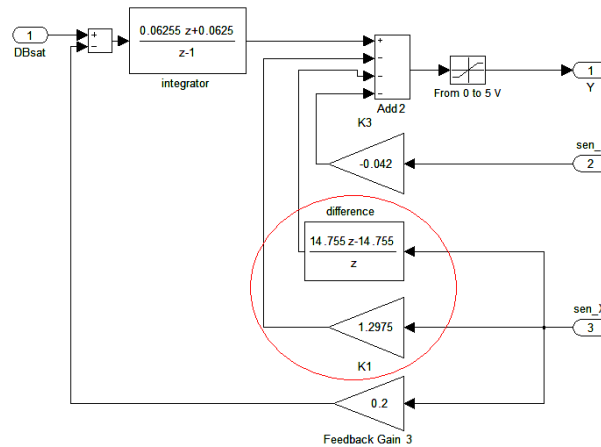 1
DBsat
+
−
0.06255 z+0.0625
z-1
integrator
+
−
−
−
Add2
From 0 to 5 V
1
Y
K3
-0.042
sen_
2
difference
14.755 z-14.755
z
1.2975
K1
sen_X
3
0.2
Feedback Gain 3